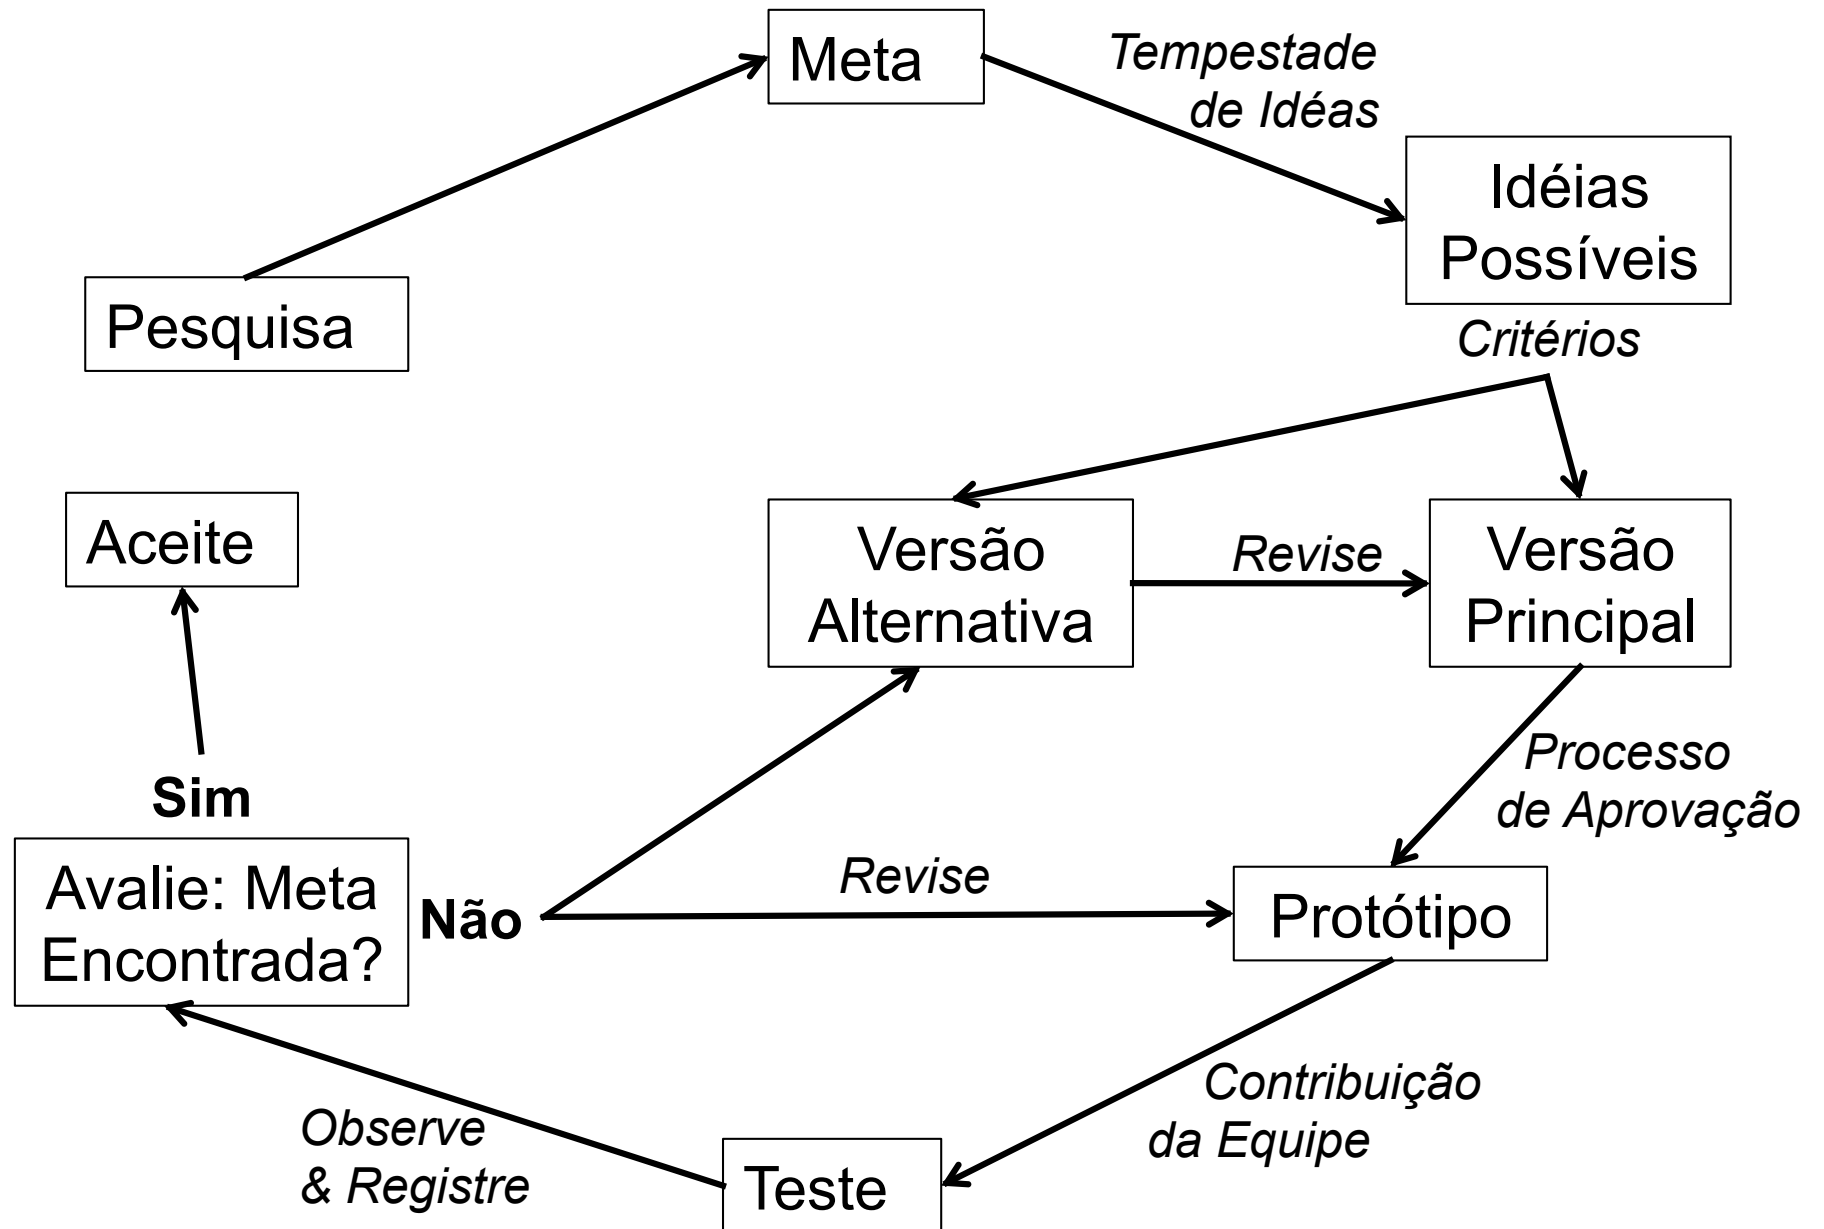 Meta
Tempestade
de Idéas
Idéias
Possíveis
Pesquisa
Critérios
Aceite
Versão
Alternativa
Revise
Versão
Principal
Processo
de Aprovação
Sim
Avalie: Meta
Encontrada?
Não
Revise
Protótipo
Contribuição
da Equipe
Observe
& Registre
Teste